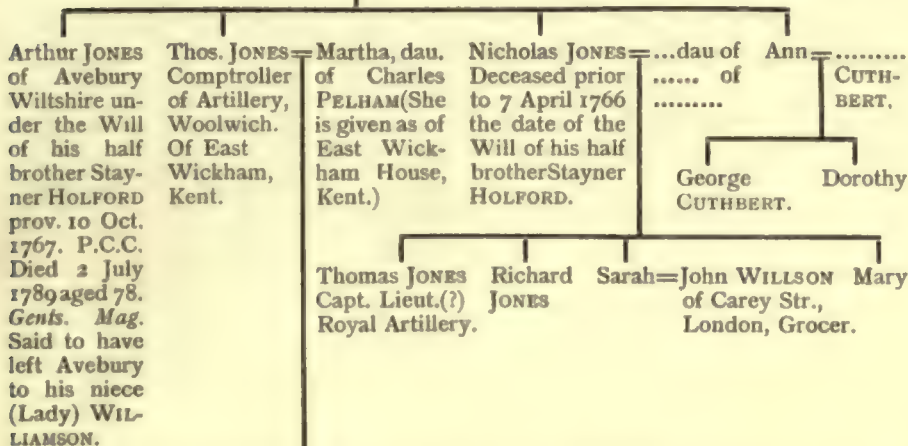 Arthur JONES
of Avebury
Wiltshire un-
der the Will
of his half
brother Stay-
ner HOLFORD
prov. 10 Oct.
1767. P.C.C.
Died 2 July
1789 aged 78.
Gents. Mag.
Said to have
left Avebury
to his niece
(Lady) WIL-
LIAMSON.
Thos. JONES=
Comptroller
of Artillery,
Woolwich.
Of East
Wickham,
Kent.
Martha, dau.
of Charles
PELHAM(She
is given as of
East Wick-
ham House,
Kent.)
Nicholas JONES=
Deceased prior
to 7 April 1766
the date of the
Will of his half
brotherStayner
HOLFORD.
...dau of
...... of
.........
Ann=.........
CUTH-
BERT.
George
CUTHBERT.
Dorothy
Thomas JONES
Capt. Lieut.(?)
Royal Artillery.
Richard
JONES
Sarah=John WILLSON
of Carey Str.,
London, Grocer.
Mary